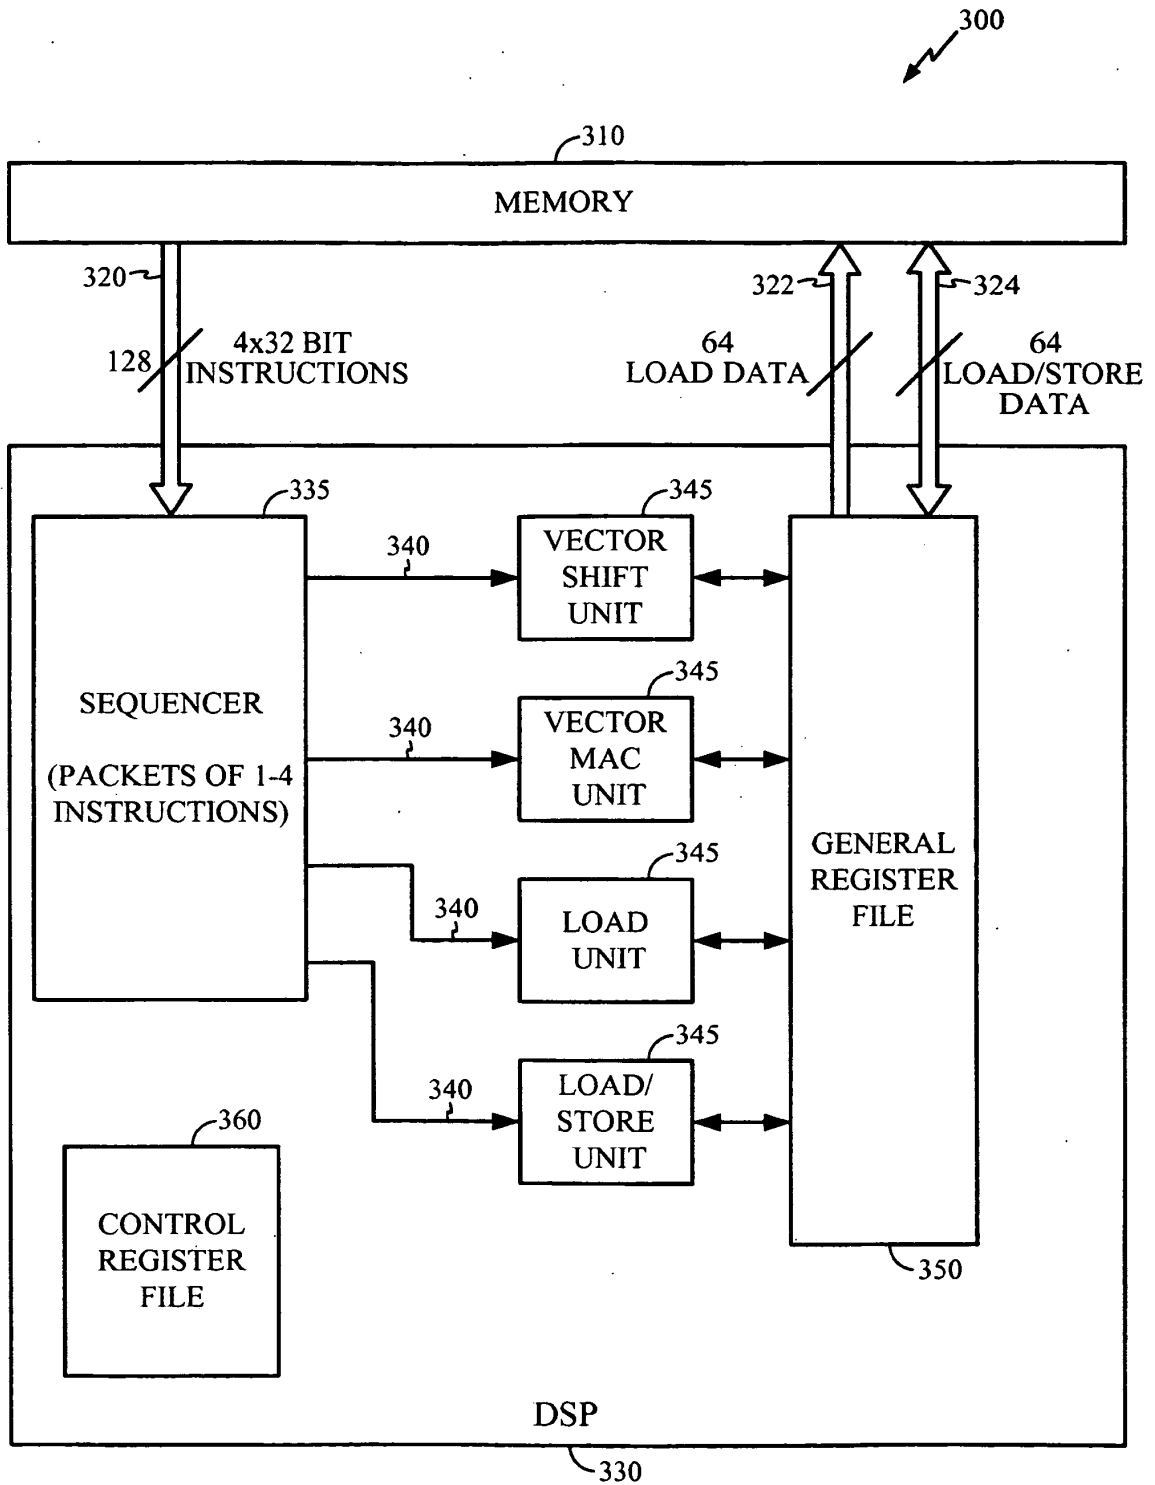 300
310
MEMORY
320
322
324
128
4x32 BIT
INSTRUCTIONS
64
LOAD DATA
64
LOAD/STORE
DATA
335
SEQUENCER
(PACKETS OF 1-4
INSTRUCTIONS)
340
345
VECTOR
SHIFT
UNIT
340
345
VECTOR
MAC
UNIT
340
345
LOAD
UNIT
340
345
LOAD/
STORE
UNIT
GENERAL
REGISTER
FILE
350
360
CONTROL
REGISTER
FILE
DSP
330